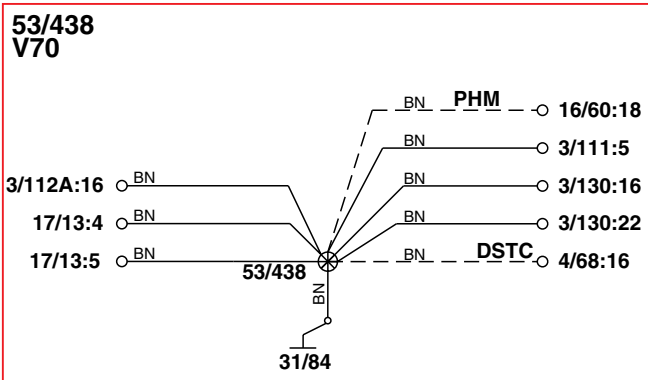 53/438
V70
BN PHM 16/60:18
BN 3/111:5
3/112A:16 BN BN 3/130:16
17/13:4 BN BN 3/130:22
17/13:5 BN BN DSTC 4/68:16
53/438
BN
31/84